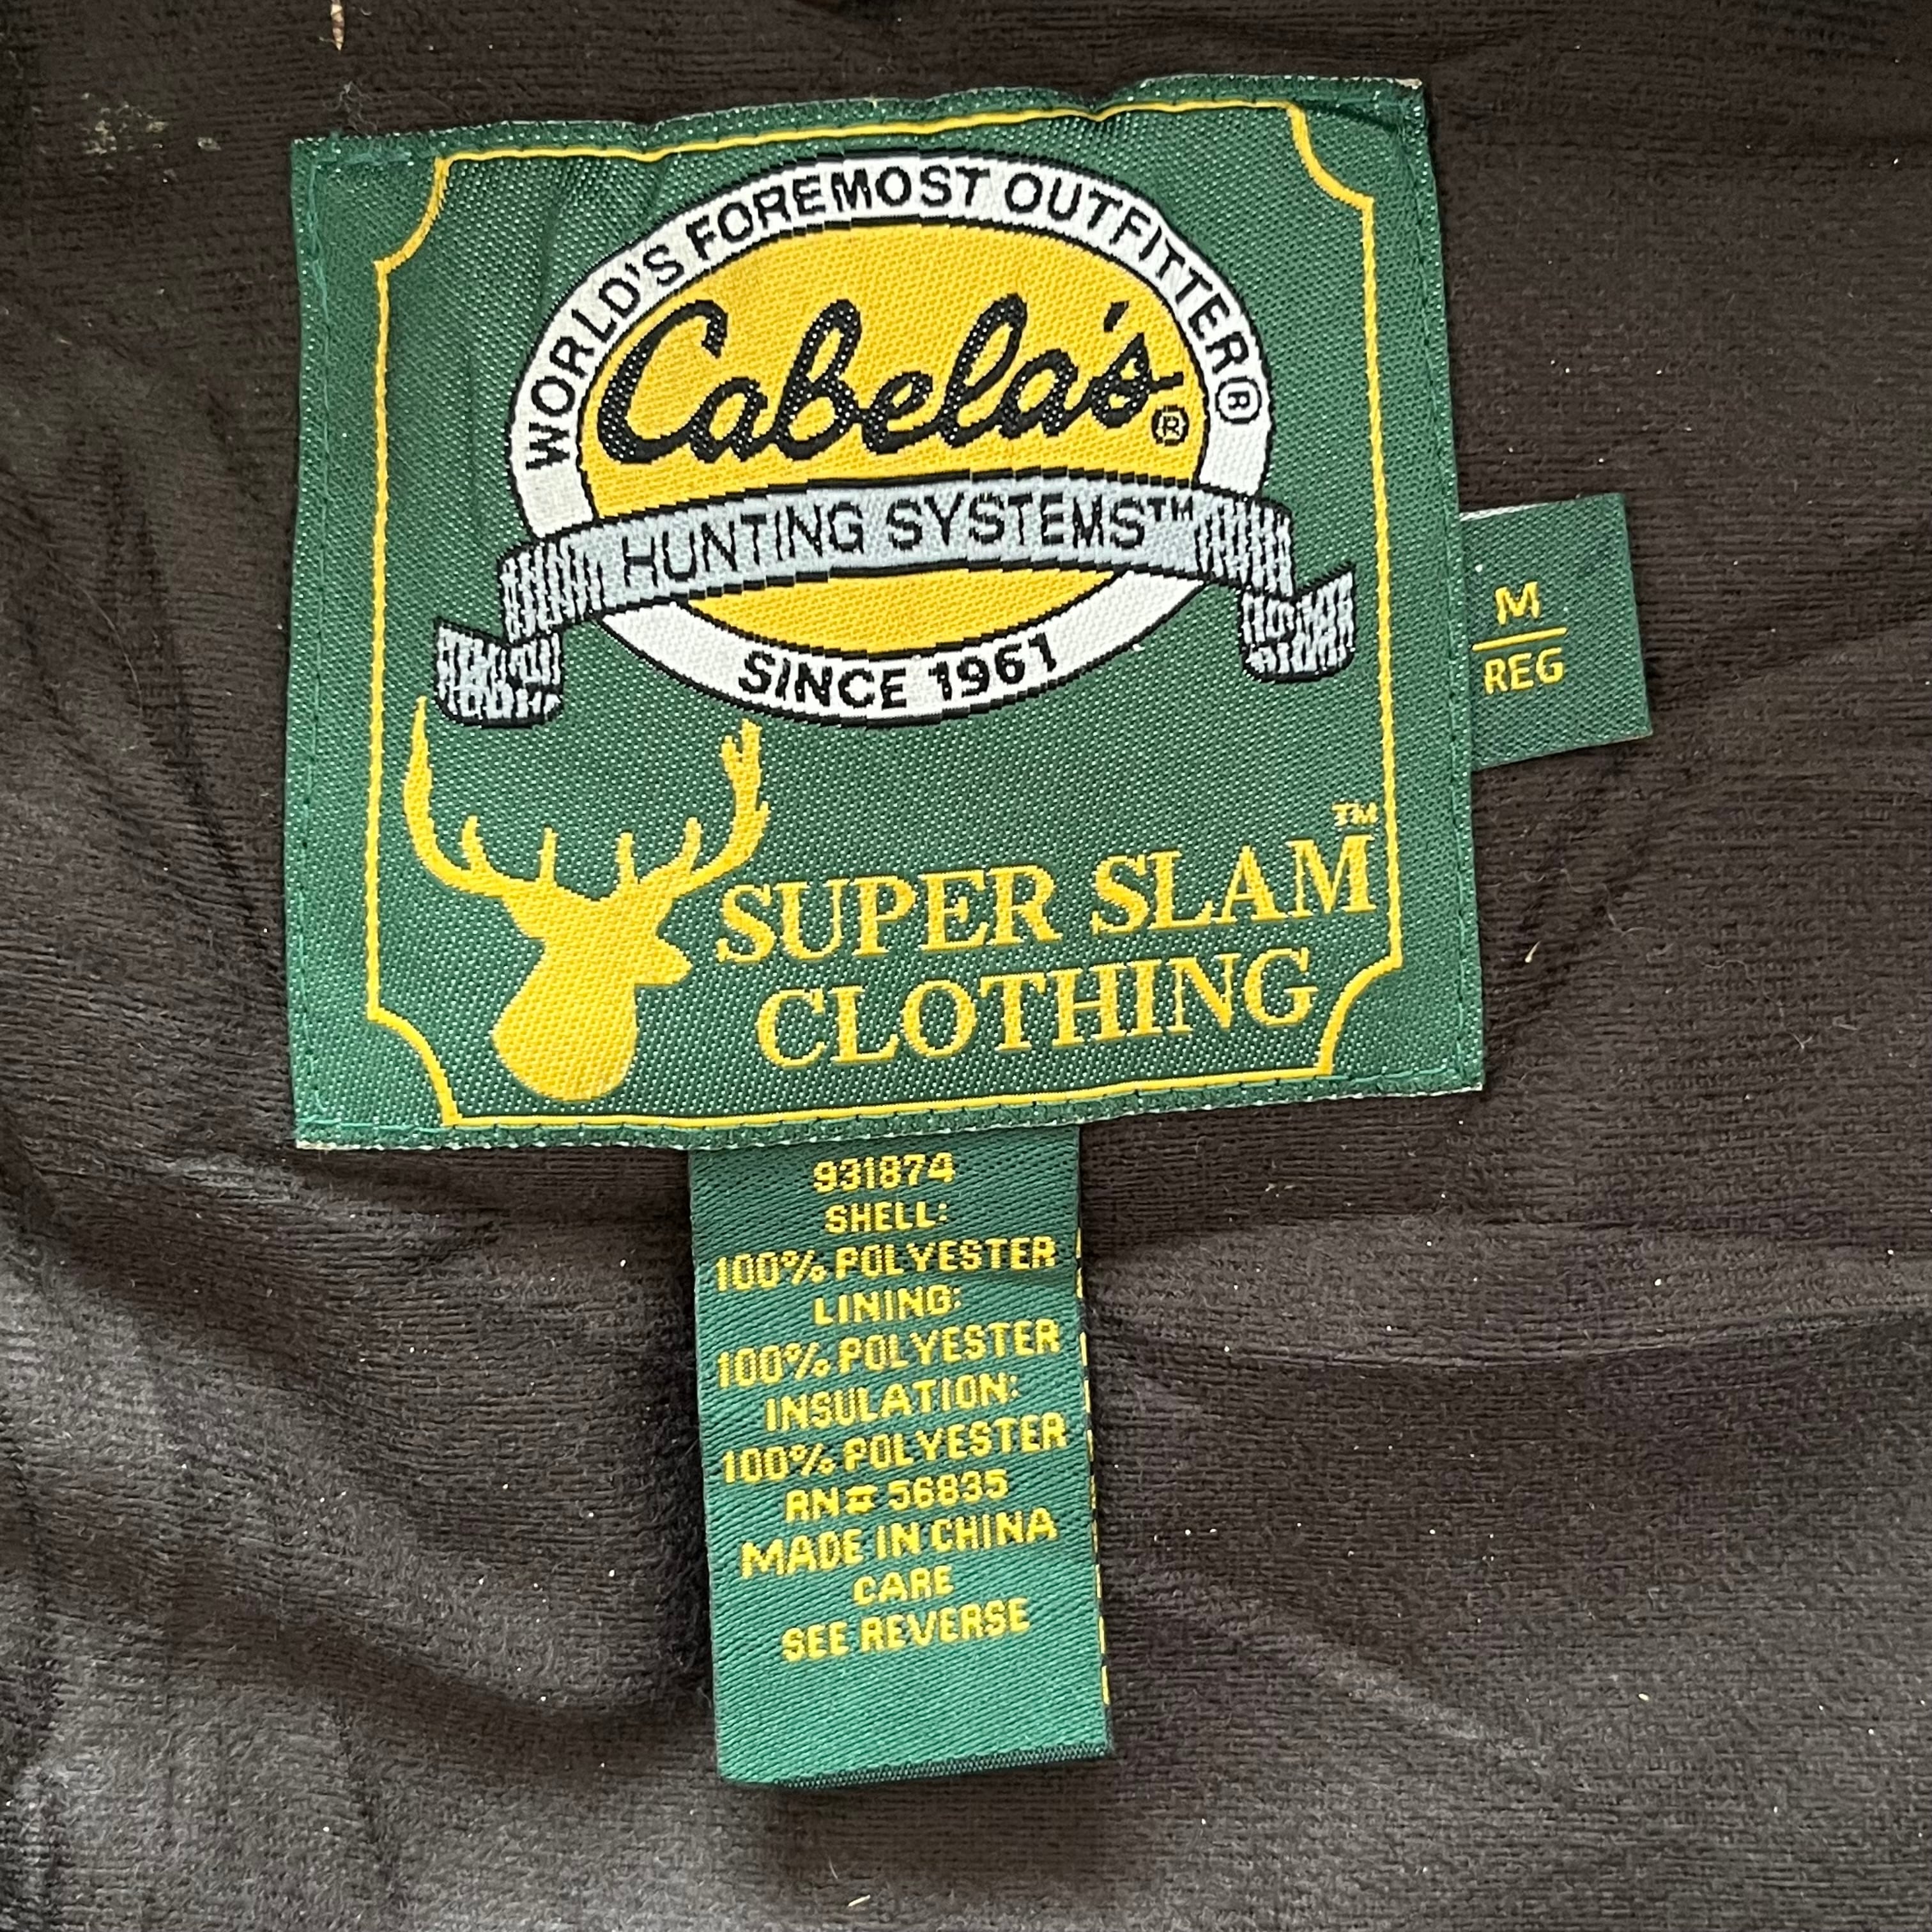 WORLD'S FOREMOST OUTFITTER®
Cabela's®
HUNTING SYSTEMS™
SINCE 1961
SUPER SLAM™
CLOTHING
M
REG
931874
SHELL:
100% POLYESTER
LINING:
100% POLYESTER
INSULATION:
100% POLYESTER
RN# 56835
MADE IN CHINA
CARE
SEE REVERSE